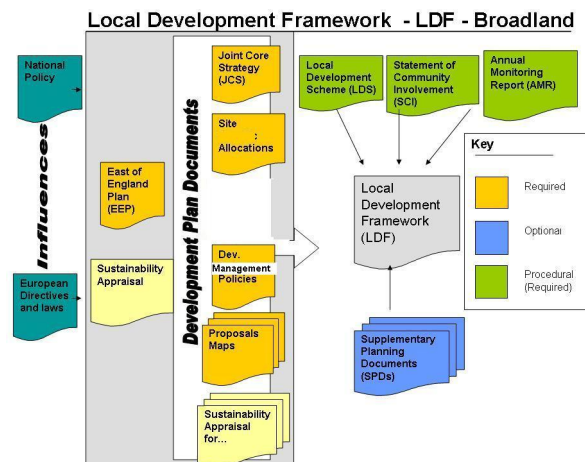 Local Development Framework - LDF - Broadland
National
Policy
Influences
European
Directives
and laws
East of
England
Plan
(EEP)
Sustainability
Appraisal
Development Plan Documents
Joint Core
Strategy
(JCS)
Site
:
Allocations
Dev.
Management
Policies
Proposals
Maps
Sustainability
Appraisal
for...
Local
Development
Scheme (LDS)
Statement of
Community
Involvement (SCI)
Annual
Monitoring
Report (AMR)
Local
Development
Framework
(LDF)
Supplementary
Planning
Documents
(SPDs)
Key
Required
Optional
Procedural
(Required)